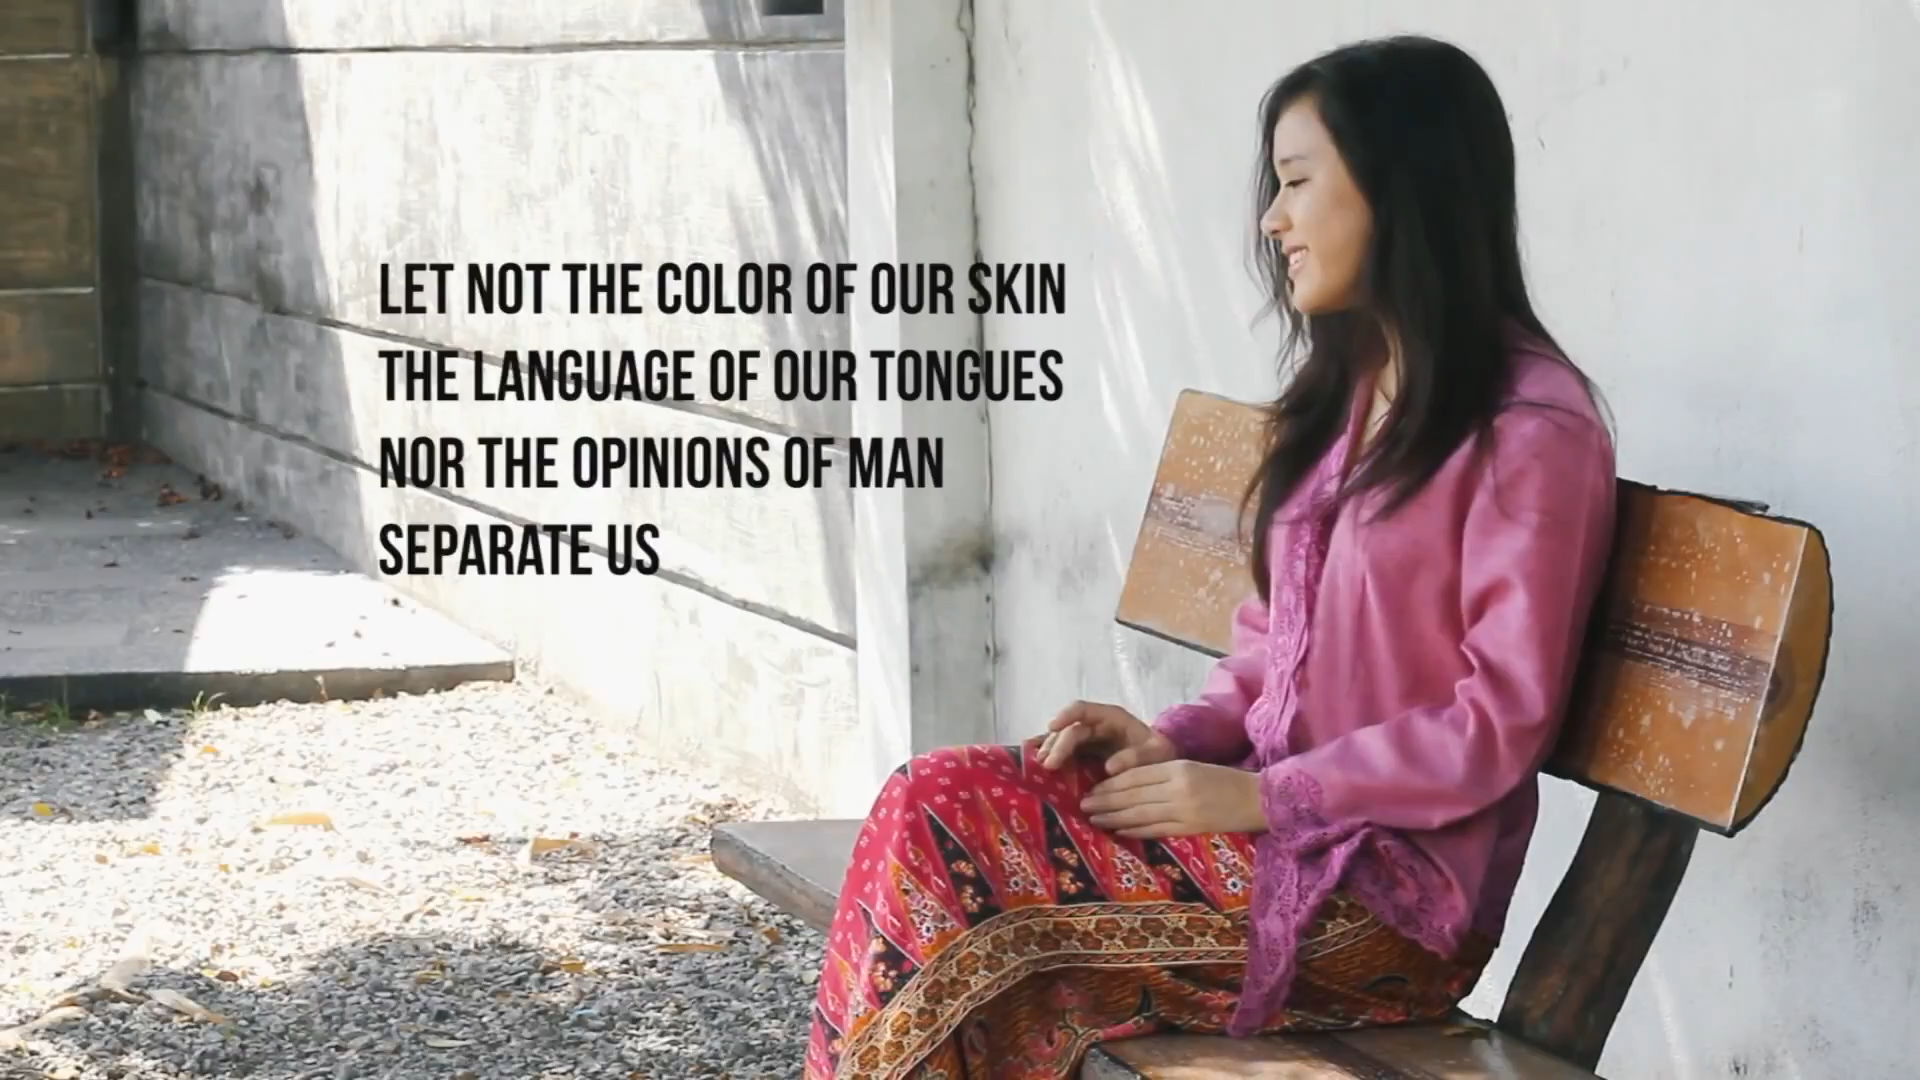 LET NOT THE COLOR OF OUR SKIN
THE LANGUAGE OF OUR TONGUES
NOR THE OPINIONS OF MAN
SEPARATE US